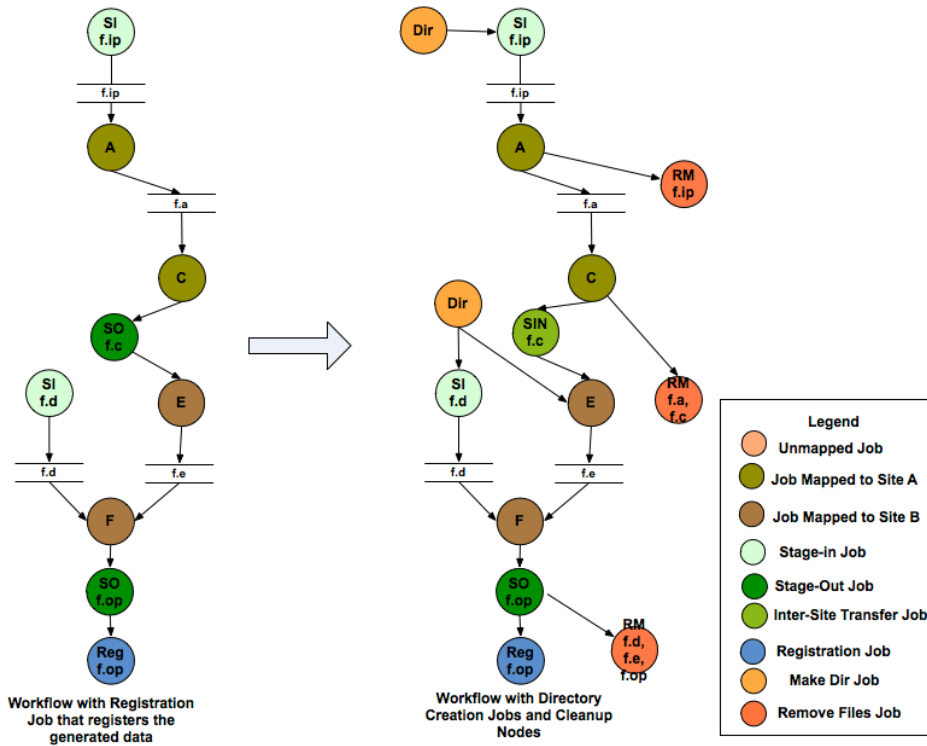 SI
f.ip
f.ip
A
f.a
C
SO
f.c
SI
f.d
E
f.d
f.e
F
SO
f.op
Reg
f.op
Workflow with Registration
Job that registers the
generated data
Dir
SI
f.ip
f.ip
A
RM
f.ip
f.a
C
Dir
SIN
f.c
SI
f.d
E
RM
f.a,
f.c
f.d
f.e
F
SO
f.op
Reg
f.op
RM
f.d,
f.e,
f.op
Workflow with Directory
Creation Jobs and Cleanup
Nodes
Legend
Unmapped Job
Job Mapped to Site A
Job Mapped to Site B
Stage-in Job
Stage-Out Job
Inter-Site Transfer Job
Registration Job
Make Dir Job
Remove Files Job